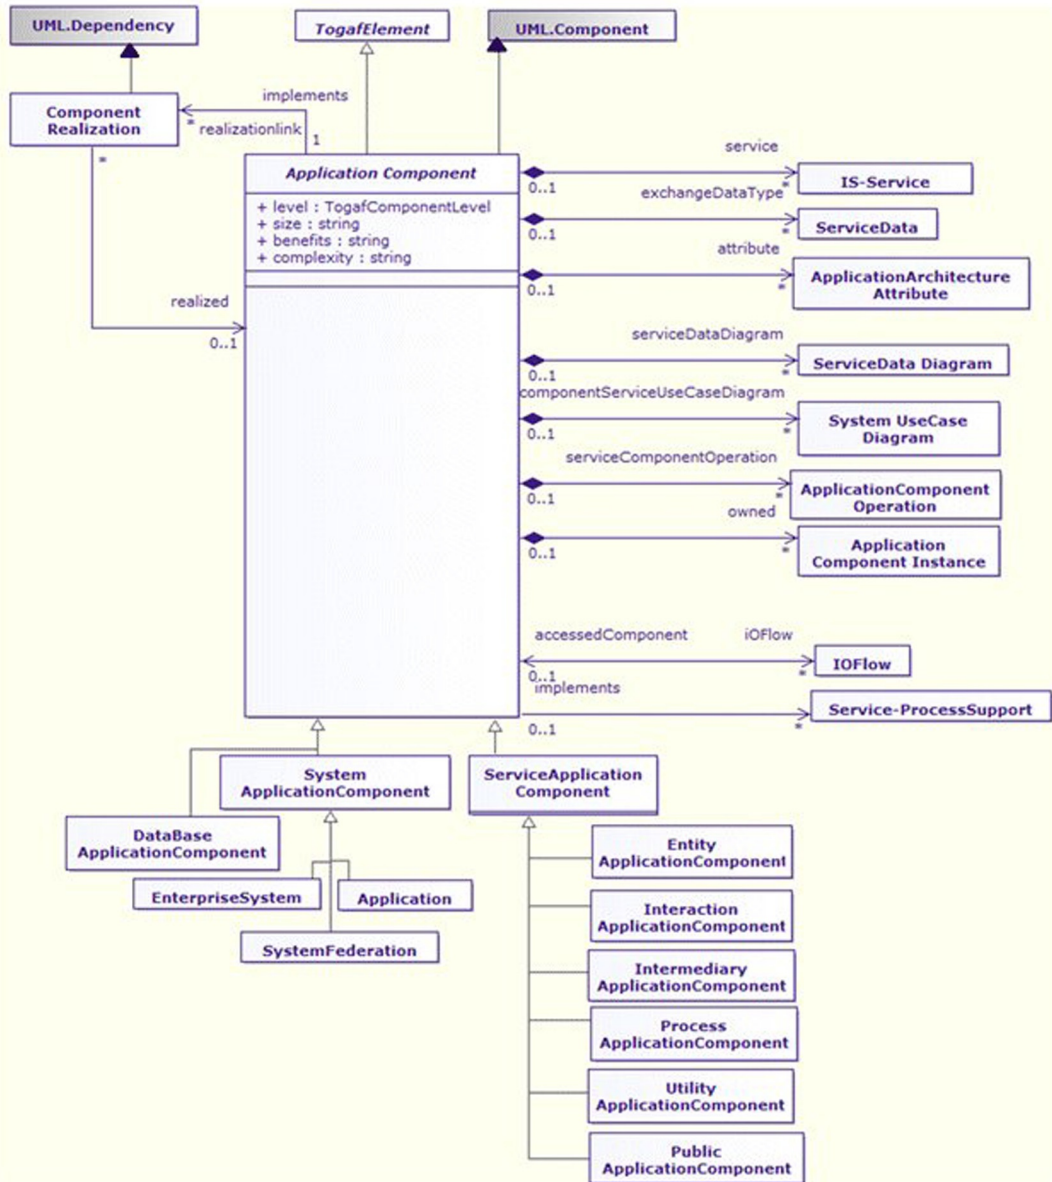 UML.Dependency
TogafElement
UML.Component
Component
Realization
implements
*
realizationlink
1
*
Application Component
+ level : TogafComponentLevel
+ size : string
+ benefits : string
+ complexity : string
realized
0..1
service
0..1
*
IS-Service
exchangeDataType
0..1
*
ServiceData
attribute
0..1
*
ApplicationArchitecture
Attribute
serviceDataDiagram
0..1
*
ServiceData Diagram
componentServiceUseCaseDiagram
0..1
*
System UseCase
Diagram
serviceComponentOperation
0..1
*
ApplicationComponent
Operation
owned
0..1
*
Application
Component Instance
accessedComponent
iOFlow
0..1
*
IOFlow
implements
0..1
*
Service-ProcessSupport
System
ApplicationComponent
ServiceApplication
Component
DataBase
ApplicationComponent
EnterpriseSystem
Application
SystemFederation
Entity
ApplicationComponent
Interaction
ApplicationComponent
Intermediary
ApplicationComponent
Process
ApplicationComponent
Utility
ApplicationComponent
Public
ApplicationComponent